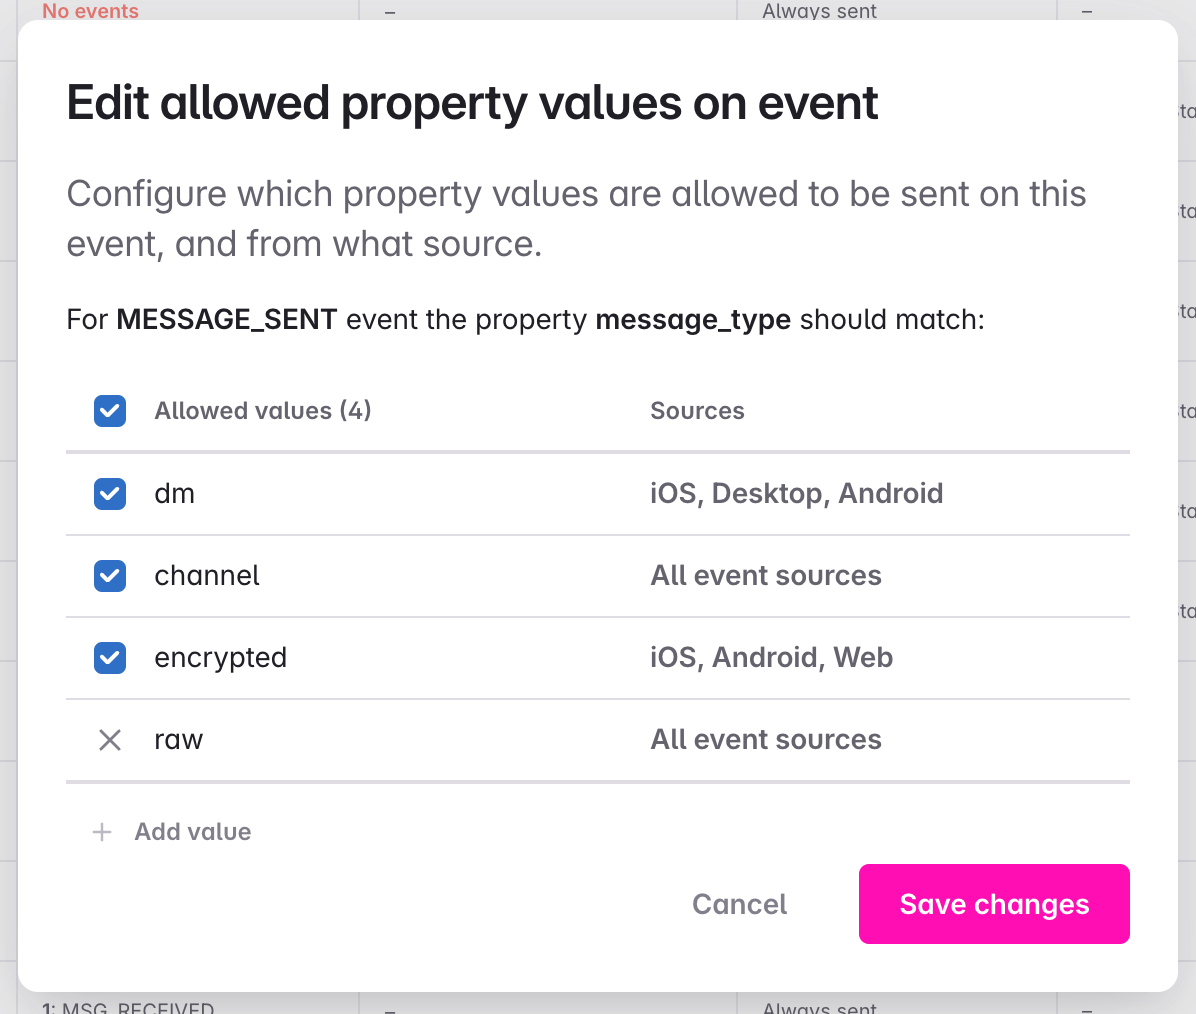 No events
–
Always sent
–
Edit allowed property values on event
Configure which property values are allowed to be sent on this
event, and from what source.
For MESSAGE_SENT event the property message_type should match:
Allowed values (4)
Sources
dm
iOS, Desktop, Android
channel
All event sources
encrypted
iOS, Android, Web
raw
All event sources
+ Add value
Cancel
Save changes
1: MSG_RECEIVED
–
Always sent
–